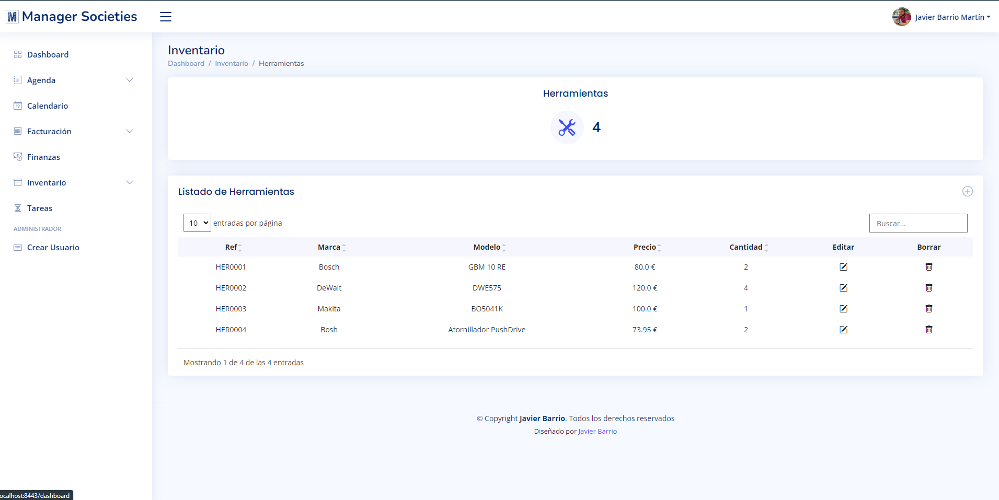 Manager Societies
Javier Barrio Martín
Dashboard
Agenda
Calendario
19
Facturación
Finanzas
Inventario
Tareas
ADMINISTRADOR
Crear Usuario
Inventario
Dashboard / Inventario / Herramientas
Herramientas
4
Listado de Herramientas
10 entradas por página
Buscar...
Ref Marca Modelo Precio Cantidad Editar Borrar
HER0001 Bosch GBM 10 RE 80.0 € 2
HER0002 DeWalt DWE575 120.0 € 4
HER0003 Makita BO5041K 100.0 € 1
HER0004 Bosh Atornillador PushDrive 73.95 € 2
Mostrando 1 de 4 de las 4 entradas
© Copyright Javier Barrio. Todos los derechos reservados
Diseñado por Javier Barrio
ocalhost:8443/dashboard